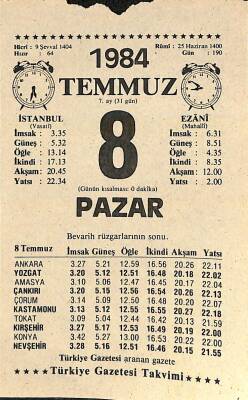 Hicrî : 9 Şevval 1404
Hızır : 64
1984
Rûmî : 25 Haziran 1400
Gün : 190
TEMMUZ
7. ay (31 gün)
İSTANBUL
(Vasatî)
İmsak : 3.35
Güneş : 5.32
Öğle : 13.14
İkindi : 17.13
Akşam : 20.45
Yatsı : 22.34
8
EZÂNÎ
(Mahallî)
İmsak : 6.31
Güneş : 8.51
Öğle : 4.35
İkindi : 8.35
Akşam : 12.00
Yatsı : 2.00
(Günün kısalması: 0 dakika)
PAZAR
Bevarih rüzgarlarının sonu.
8 Temmuz İmsak Güneş Öğle İkindi Akşam Yatsı
ANKARA 3.27 5.21 12.59 16.56 20.26 22.11
YOZGAT 3.20 5.12 12.51 16.48 20.18 22.02
AMASYA 3.10 5.06 12.47 16.45 20.17 22.04
ÇANKIRI 3.20 5.15 12.56 16.54 20.26 22.13
ÇORUM 3.14 5.09 12.50 16.48 20.20 22.07
KASTAMONU 3.13 5.12 12.55 16.55 20.27 22.18
TOKAT 3.09 5.04 12.44 16.42 20.13 21.59
KIRŞEHİR 3.27 5.17 12.53 16.49 20.19 22.00
KONYA 3.42 5.27 13.00 16.53 20.22 22.00
NEVŞEHİR 3.28 5.16 12.51 16.46 20.15 21.55
Türkiye Gazetesi aranan gazete
Türkiye Gazetesi Takvimi